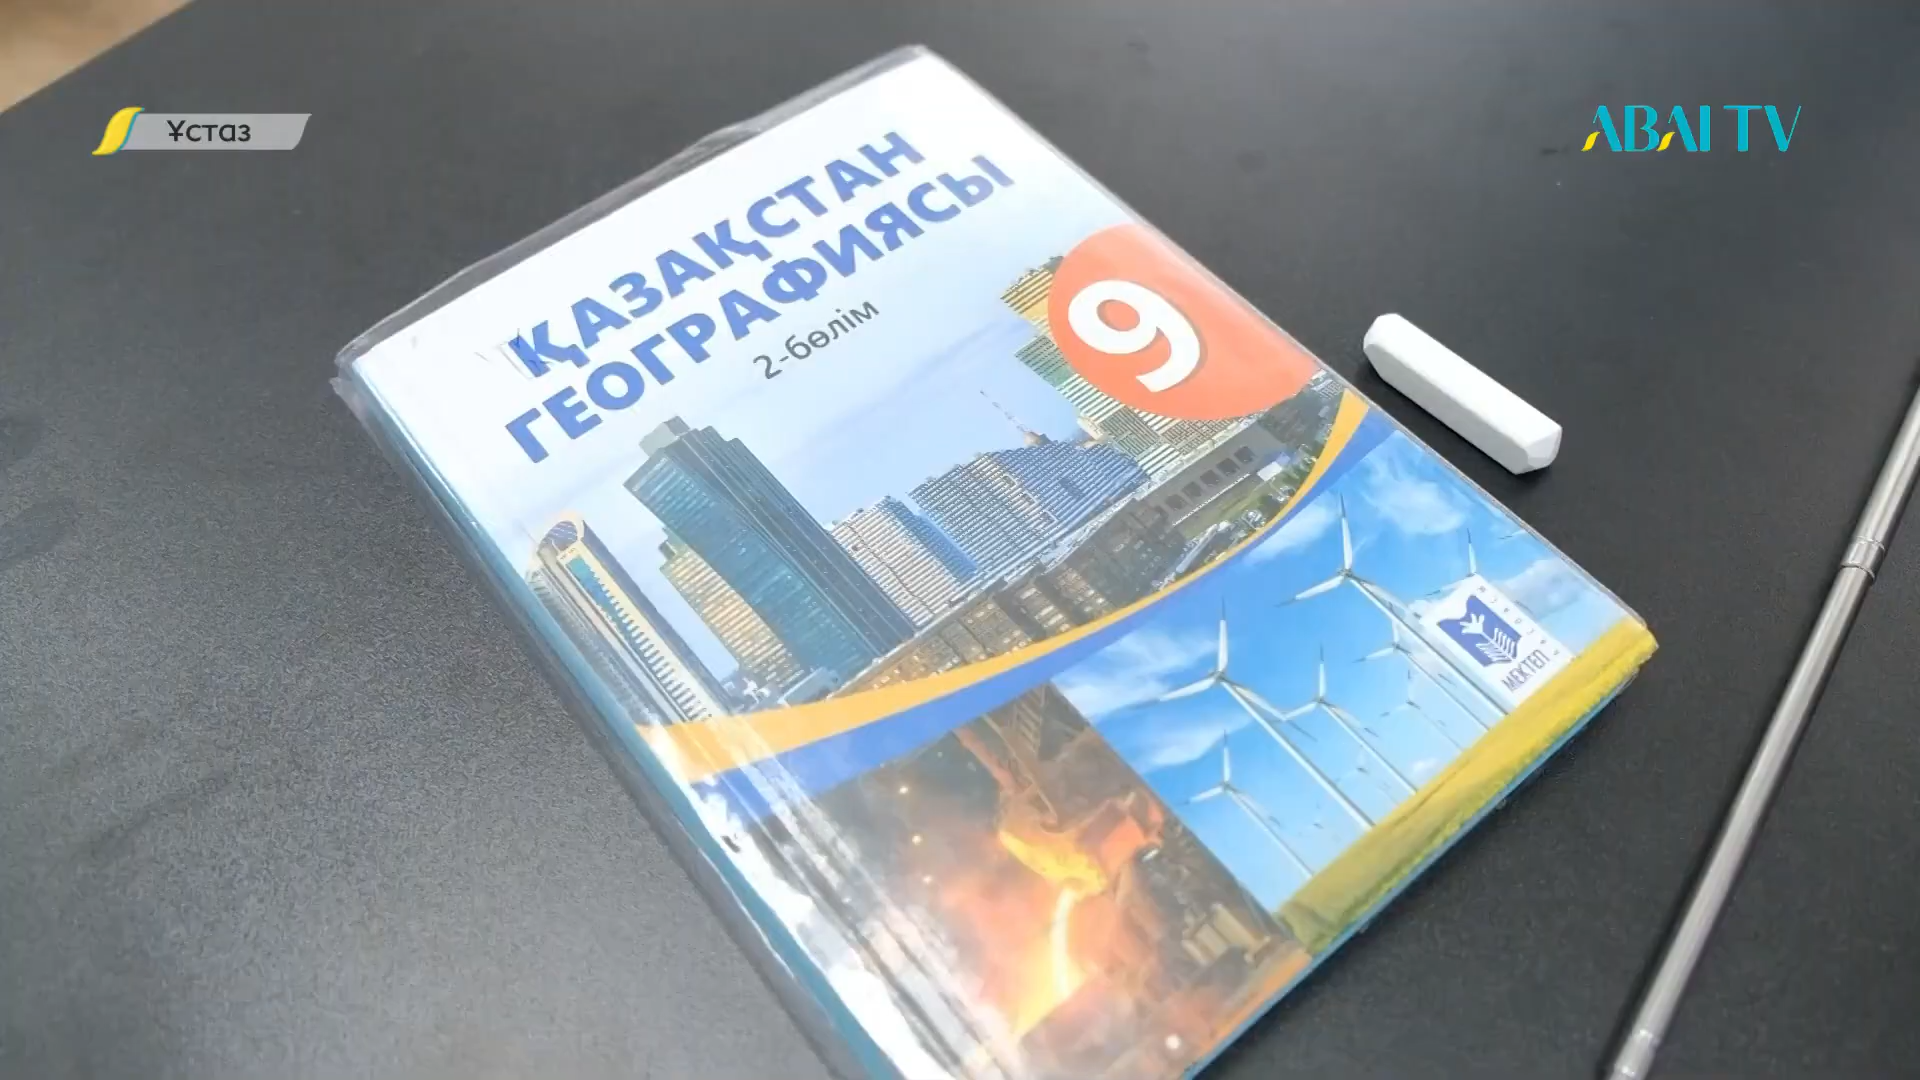 Ұстаз
ABAI TV
ҚАЗАҚСТАН
ГЕОГРАФИЯСЫ
2-бөлім
9
МЕКТЕП